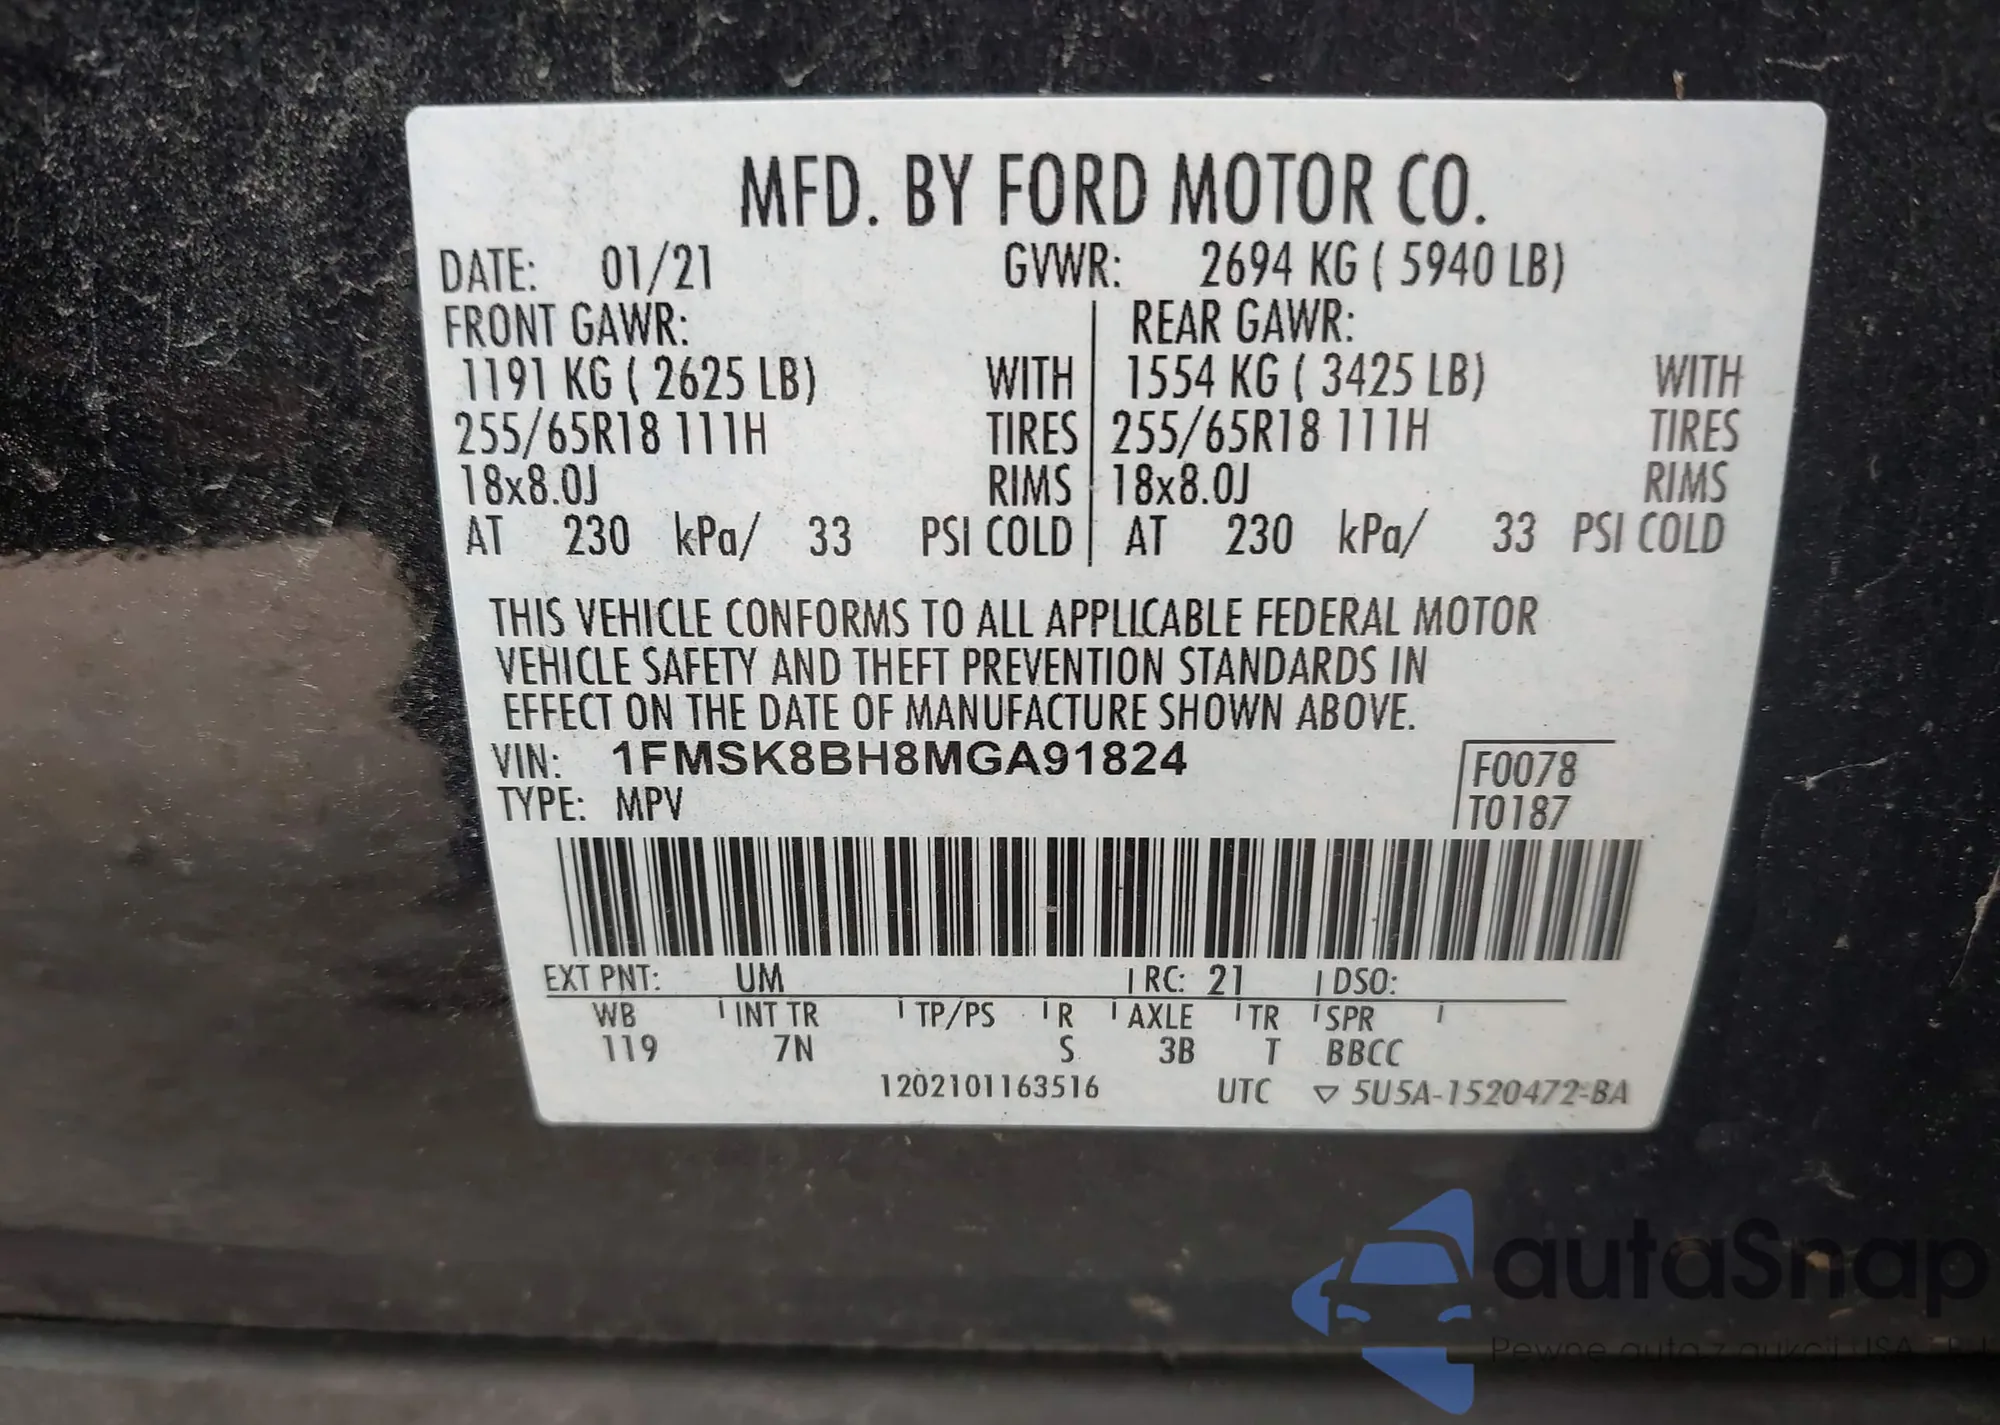 MFD. BY FORD MOTOR CO.
DATE: 01/21 GVWR: 2694 KG ( 5940 LB)
FRONT GAWR: REAR GAWR:
1191 KG ( 2625 LB) WITH 1554 KG ( 3425 LB) WITH
255/65R18 111H TIRES 255/65R18 111H TIRES
18x8.0J RIMS 18x8.0J RIMS
AT 230 kPa/ 33 PSI COLD AT 230 kPa/ 33 PSI COLD
THIS VEHICLE CONFORMS TO ALL APPLICABLE FEDERAL MOTOR
VEHICLE SAFETY AND THEFT PREVENTION STANDARDS IN
EFFECT ON THE DATE OF MANUFACTURE SHOWN ABOVE.
VIN: 1FMSK8BH8MGA91824 F0078
TYPE: MPV T0187
EXT PNT: UM RC: 21 DSO:
WB INT TR TP/PS R AXLE TR SPR
119 7N S 3B T BBCC
1202101163516 UTC ▽ 5U5A-1520472-BA
autaSnap
Pewne auta z aukcji USA